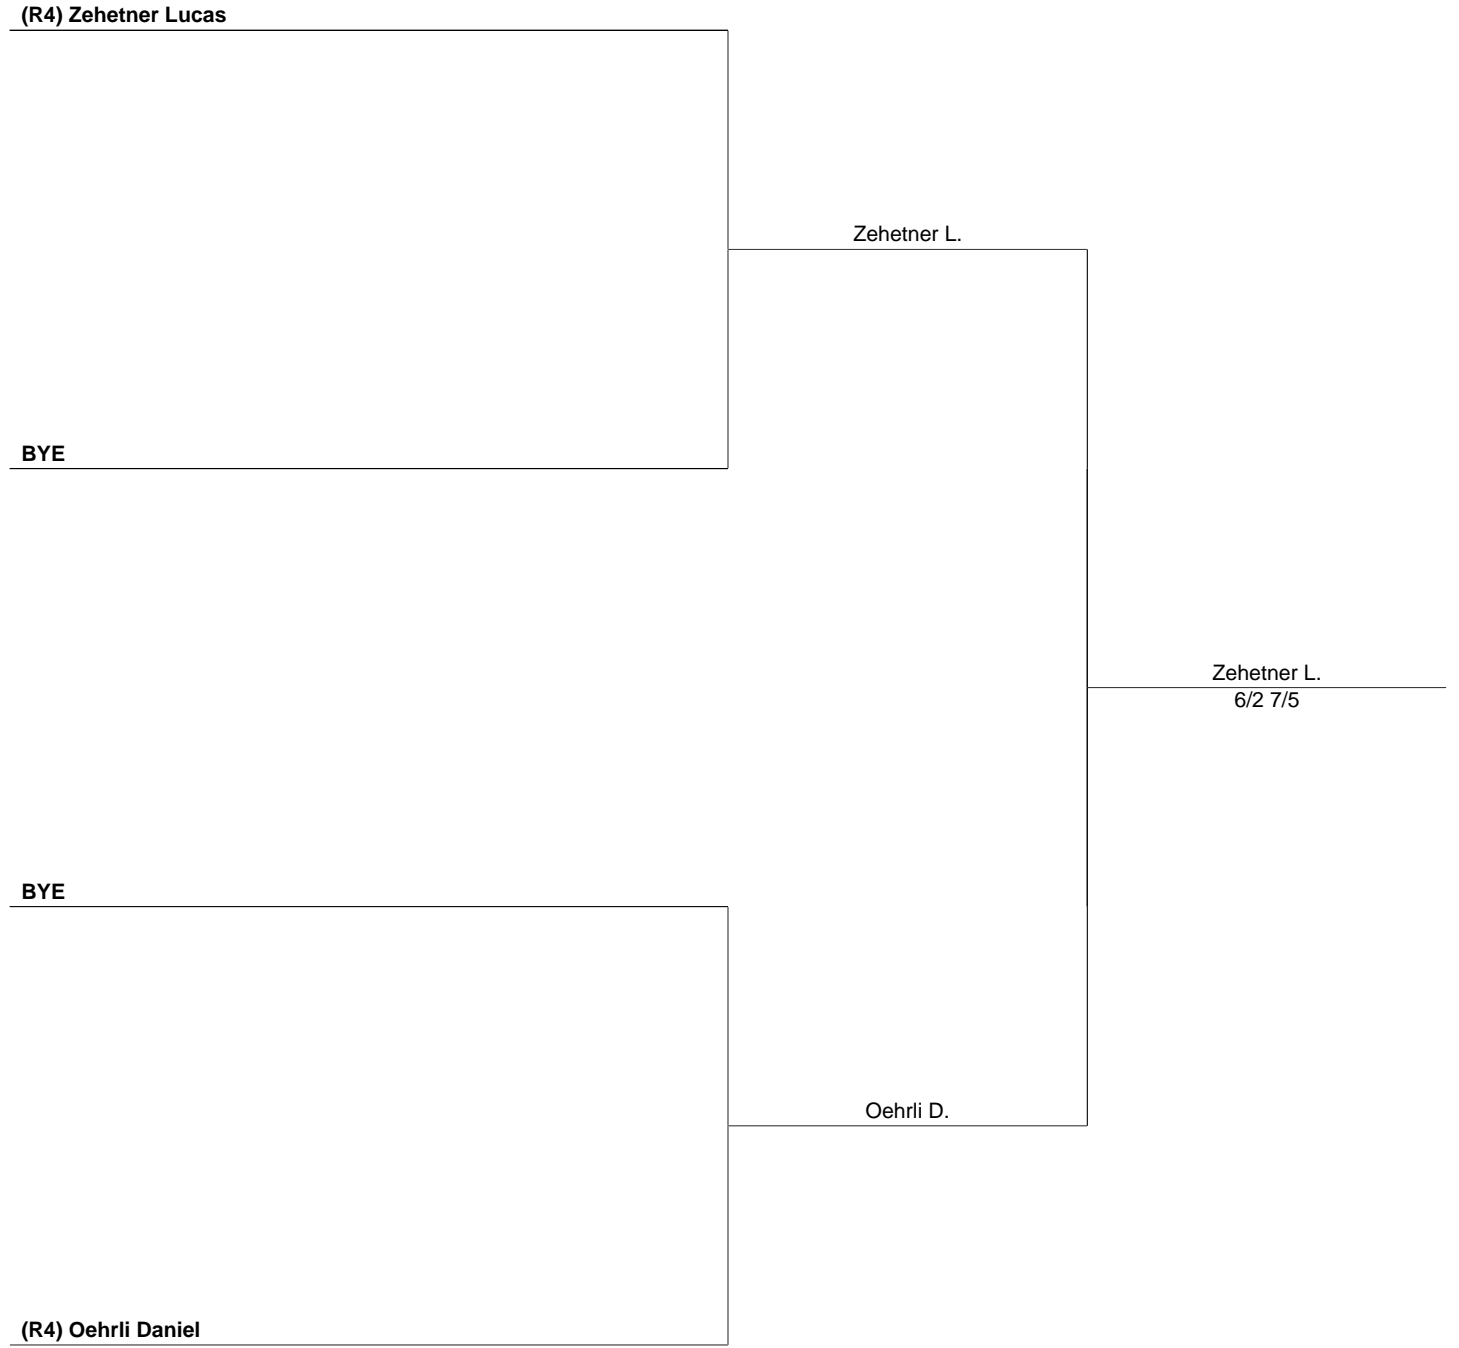 (R4) Zehetner Lucas
Zehetner L.
BYE
Zehetner L.
6/2 7/5
BYE
Oehrli D.
(R4) Oehrli Daniel